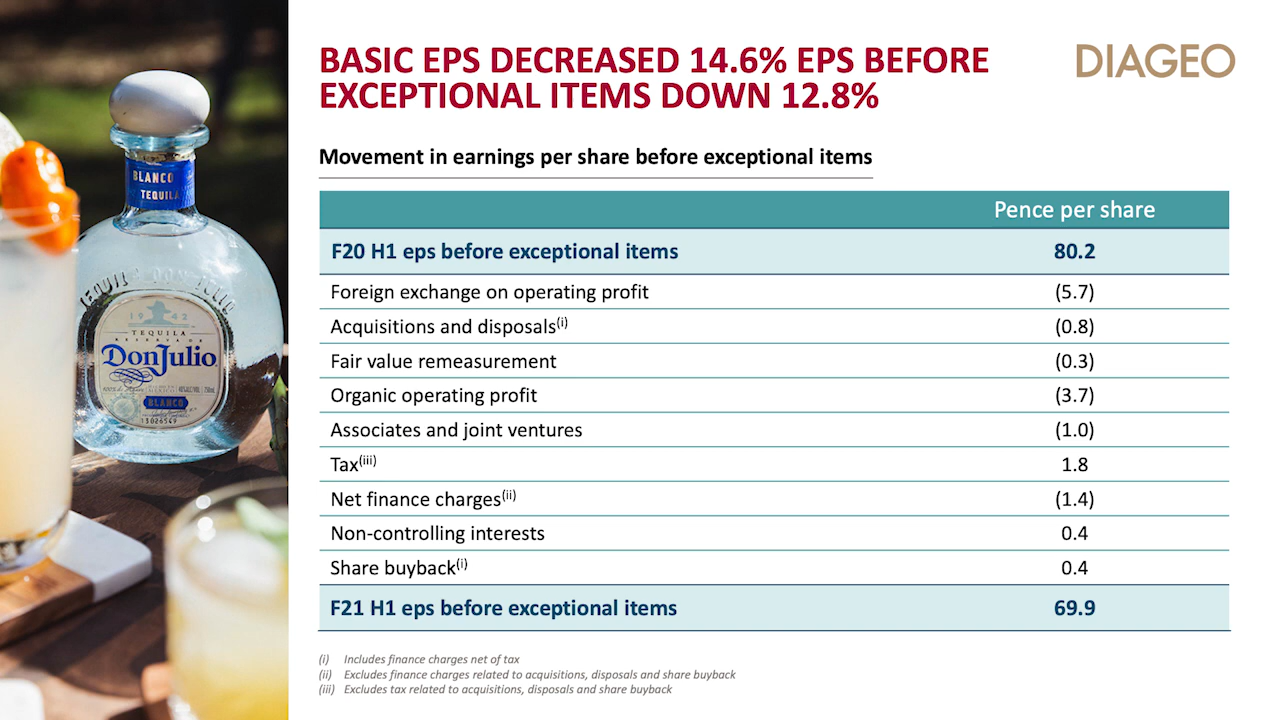 BASIC EPS DECREASED 14.6% EPS BEFORE
EXCEPTIONAL ITEMS DOWN 12.8%
DIAGEO
Movement in earnings per share before exceptional items
Pence per share
F20 H1 eps before exceptional items 80.2
Foreign exchange on operating profit (5.7)
Acquisitions and disposals(i) (0.8)
Fair value remeasurement (0.3)
Organic operating profit (3.7)
Associates and joint ventures (1.0)
Tax(iii) 1.8
Net finance charges(ii) (1.4)
Non-controlling interests 0.4
Share buyback(i) 0.4
F21 H1 eps before exceptional items 69.9
(i) Includes finance charges net of tax
(ii) Excludes finance charges related to acquisitions, disposals and share buyback
(iii) Excludes tax related to acquisitions, disposals and share buyback
BLANCO
TEQUILA
1942
TEQUILA
RESERVA DE
Don Julio
BLANCO
13026549